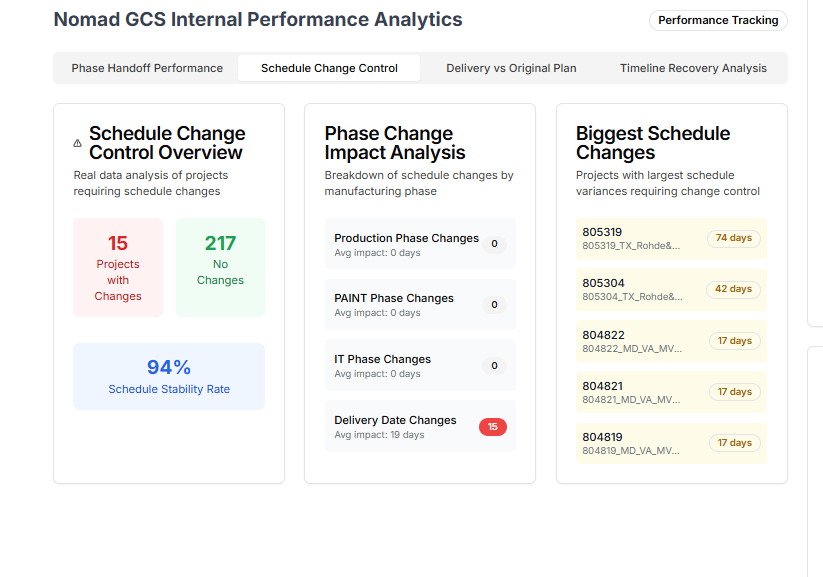 Nomad GCS Internal Performance Analytics
Performance Tracking
Phase Handoff Performance
Schedule Change Control
Delivery vs Original Plan
Timeline Recovery Analysis
Schedule Change
Control Overview
Real data analysis of projects
requiring schedule changes
15
Projects
with
Changes
217
No
Changes
94%
Schedule Stability Rate
Phase Change
Impact Analysis
Breakdown of schedule changes by
manufacturing phase
Production Phase Changes
Avg impact: 0 days
0
PAINT Phase Changes
Avg impact: 0 days
0
IT Phase Changes
Avg impact: 0 days
0
Delivery Date Changes
Avg impact: 19 days
15
Biggest Schedule
Changes
Projects with largest schedule
variances requiring change control
805319
805319_TX_Rohde&...
74 days
805304
805304_TX_Rohde&...
42 days
804822
804822_MD_VA_MV...
17 days
804821
804821_MD_VA_MV...
17 days
804819
804819_MD_VA_MV...
17 days